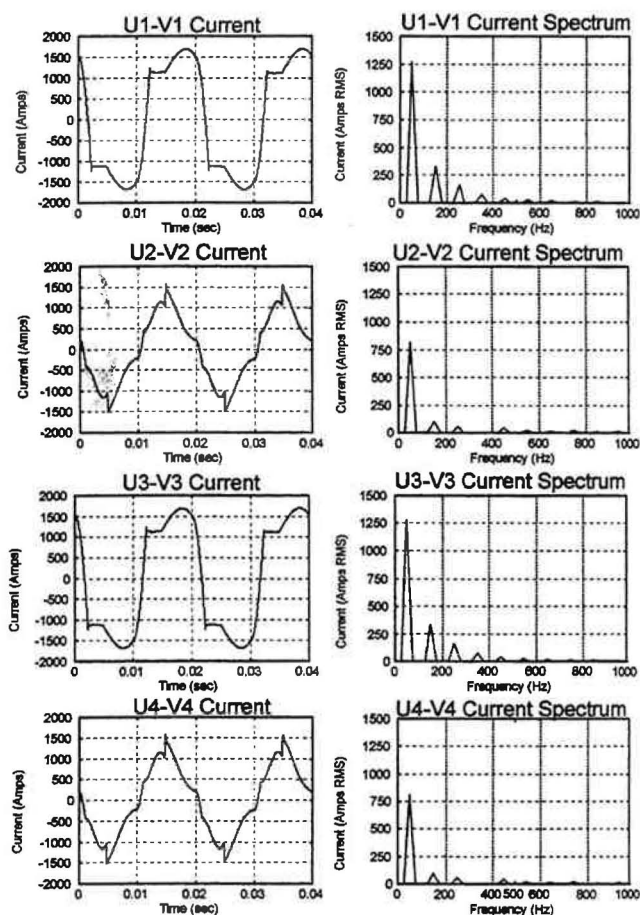 U1-V1 Current
2000
1500
1000
500
0
-500
-1000
-1500
-2000
Current (Amps)
0 0.01 0.02 0.03 0.04
Time (sec)
U1-V1 Current Spectrum
1500
1250
1000
750
500
250
0
Current (Amps RMS)
0 200 400 600 800 1000
Frequency (Hz)
U2-V2 Current
2000
1500
1000
500
0
-500
-1000
-1500
-2000
Current (Amps)
0 0.01 0.02 0.03 0.04
Time (sec)
U2-V2 Current Spectrum
1500
1250
1000
750
500
250
0
Current (Amps RMS)
0 200 400 600 800 1000
Frequency (Hz)
U3-V3 Current
2000
1500
1000
500
0
-500
-1000
-1500
-2000
Current (Amps)
0 0.01 0.02 0.03 0.04
Time (sec)
U3-V3 Current Spectrum
1500
1250
1000
750
500
250
0
Current (Amps RMS)
0 200 400 600 800 1000
Frequency (Hz)
U4-V4 Current
2000
1500
1000
500
0
-500
-1000
-1500
-2000
Current (Amps)
0 0.01 0.02 0.03 0.04
Time (sec)
U4-V4 Current Spectrum
1500
1250
1000
750
500
250
0
Current (Amps RMS)
0 200 400 500 600 800 1000
Frequency (Hz)